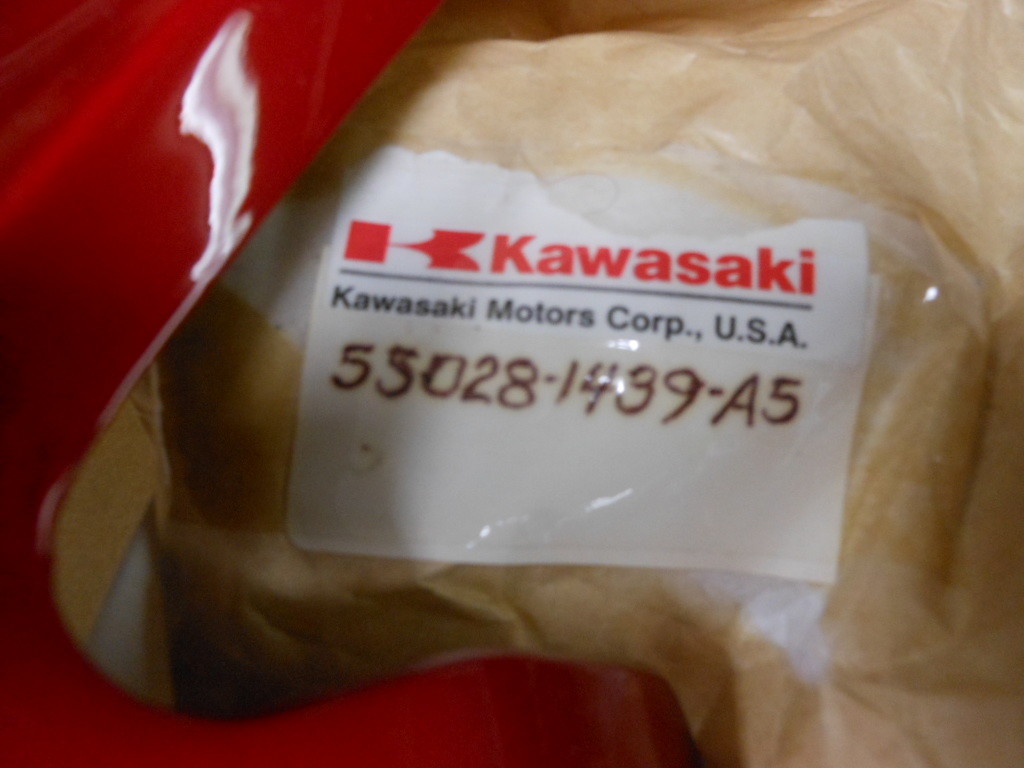 Kawasaki
Kawasaki Motors Corp., U.S.A.
55028-1439-A5